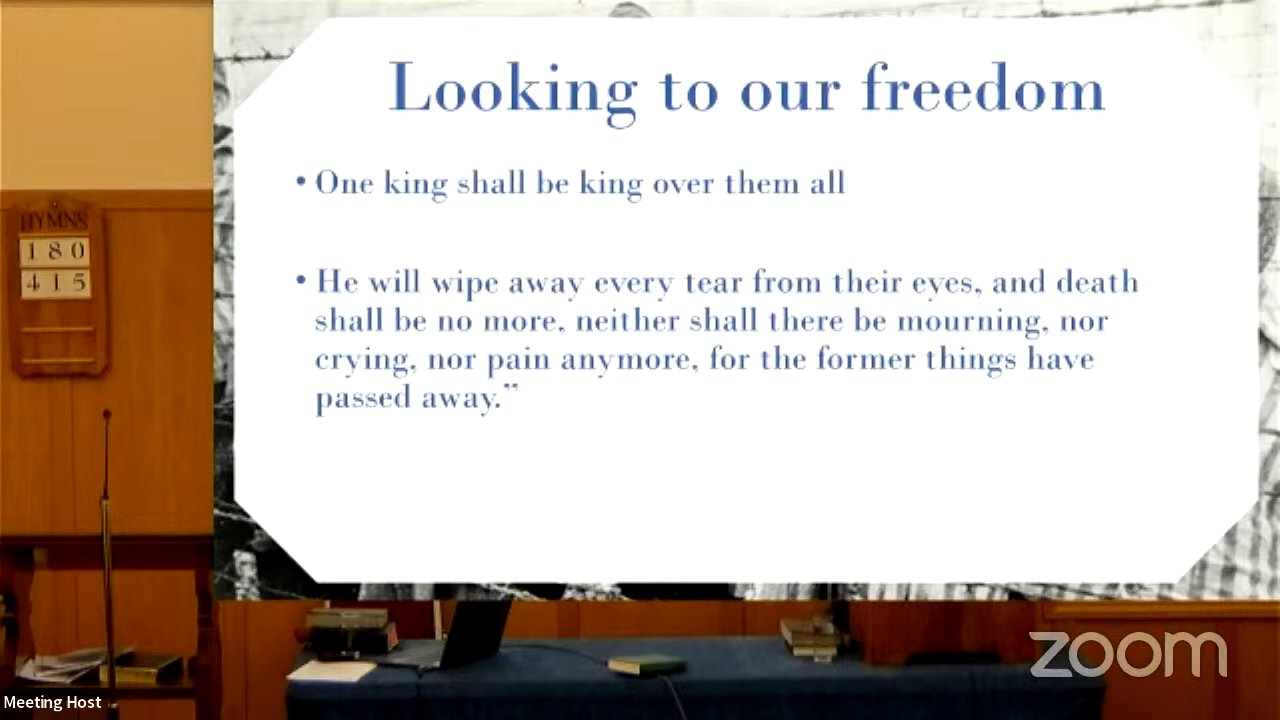 Looking to our freedom
• One king shall be king over them all
• He will wipe away every tear from their eyes, and death
shall be no more, neither shall there be mourning, nor
crying, nor pain anymore, for the former things have
passed away.”
HYMNS
180
415
zoom
Meeting Host